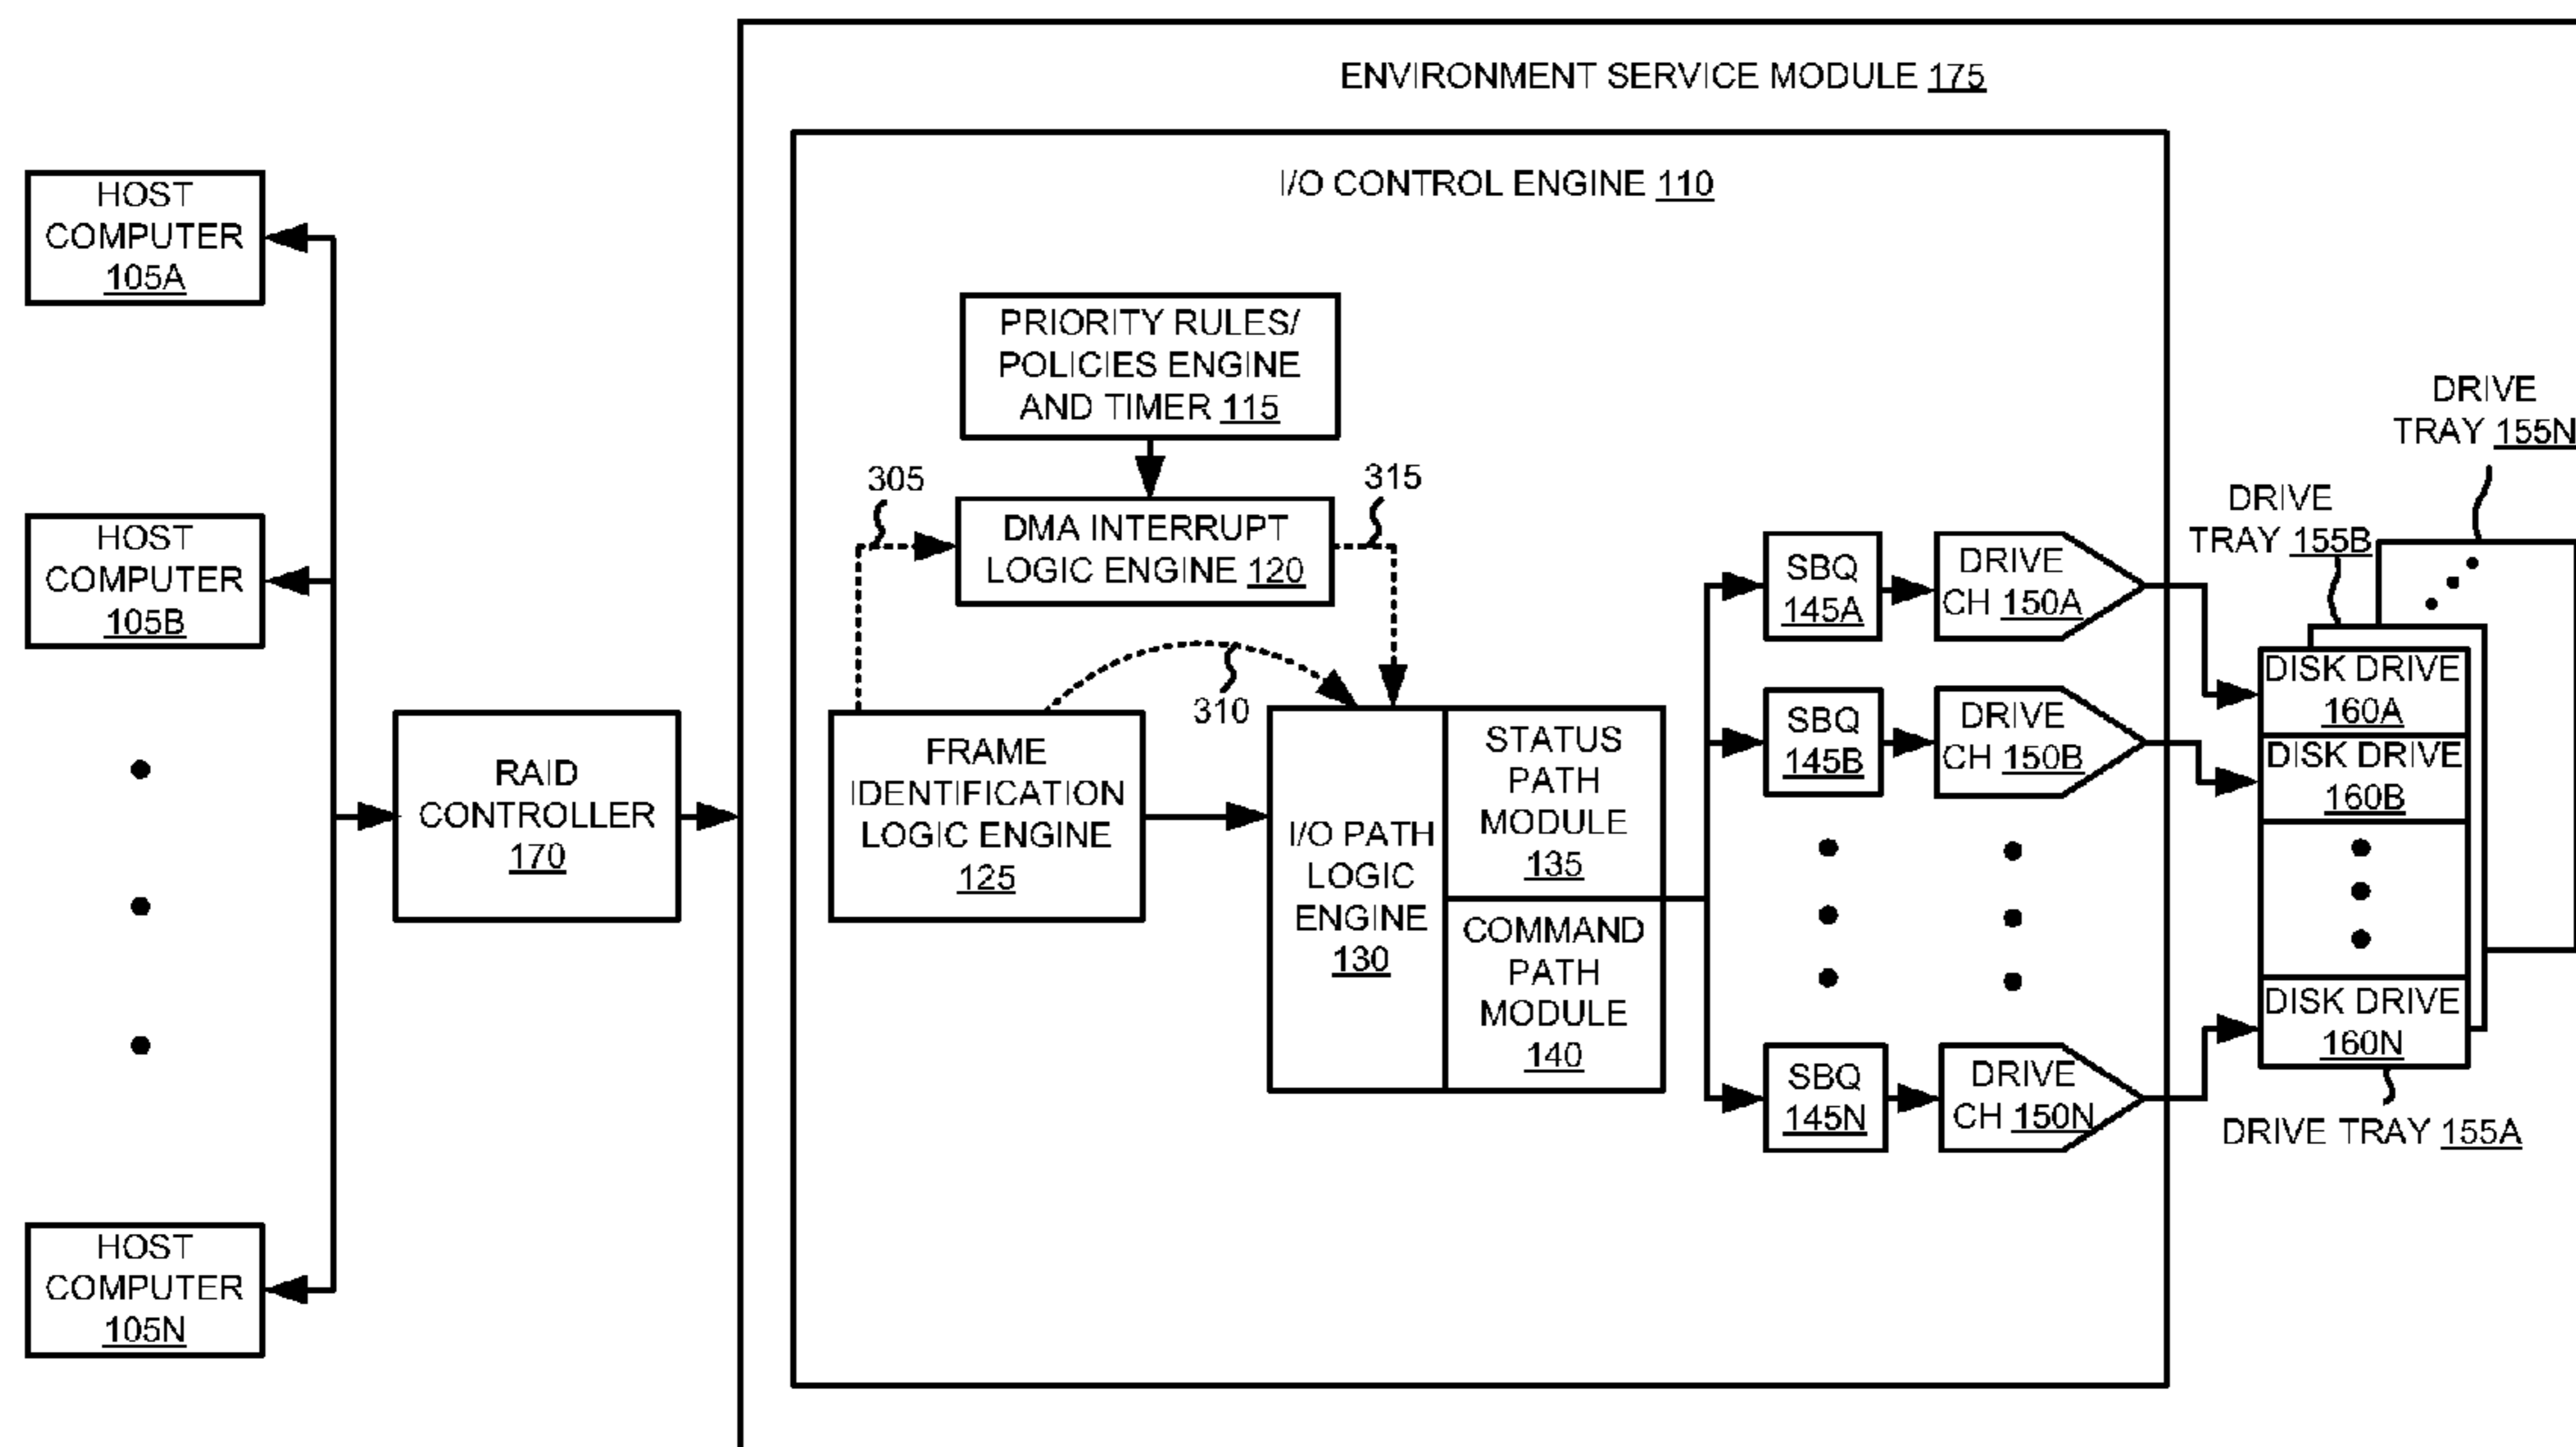 ENVIRONMENT SERVICE MODULE 175
I/O CONTROL ENGINE 110
HOST
COMPUTER
105A
HOST
COMPUTER
105B
HOST
COMPUTER
105N
RAID
CONTROLLER
170
PRIORITY RULES/
POLICIES ENGINE
AND TIMER 115
305
DMA INTERRUPT
LOGIC ENGINE 120
315
310
FRAME
IDENTIFICATION
LOGIC ENGINE
125
I/O PATH
LOGIC
ENGINE
130
STATUS
PATH
MODULE
135
COMMAND
PATH
MODULE
140
SBQ
145A
DRIVE
CH 150A
SBQ
145B
DRIVE
CH 150B
SBQ
145N
DRIVE
CH 150N
DRIVE
TRAY 155N
DRIVE
TRAY 155B
DISK DRIVE
160A
DISK DRIVE
160B
DISK DRIVE
160N
DRIVE TRAY 155A